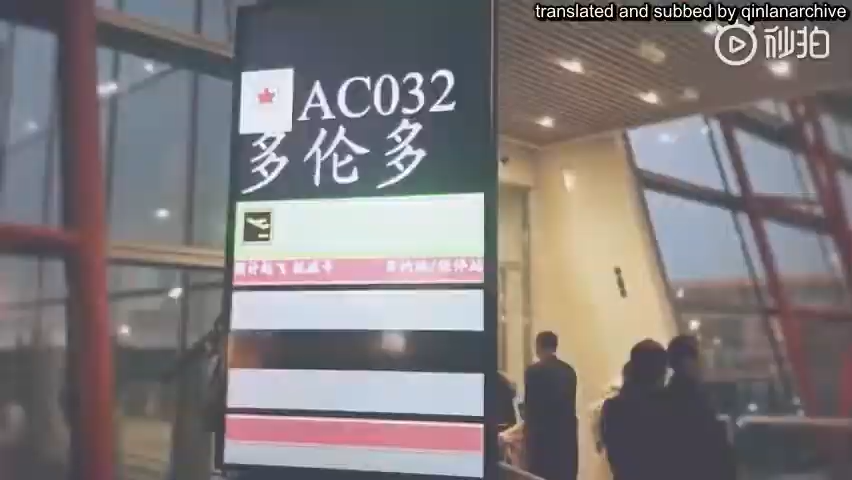 translated and subbed by qinlanarchive
秒拍
AC032
多伦多